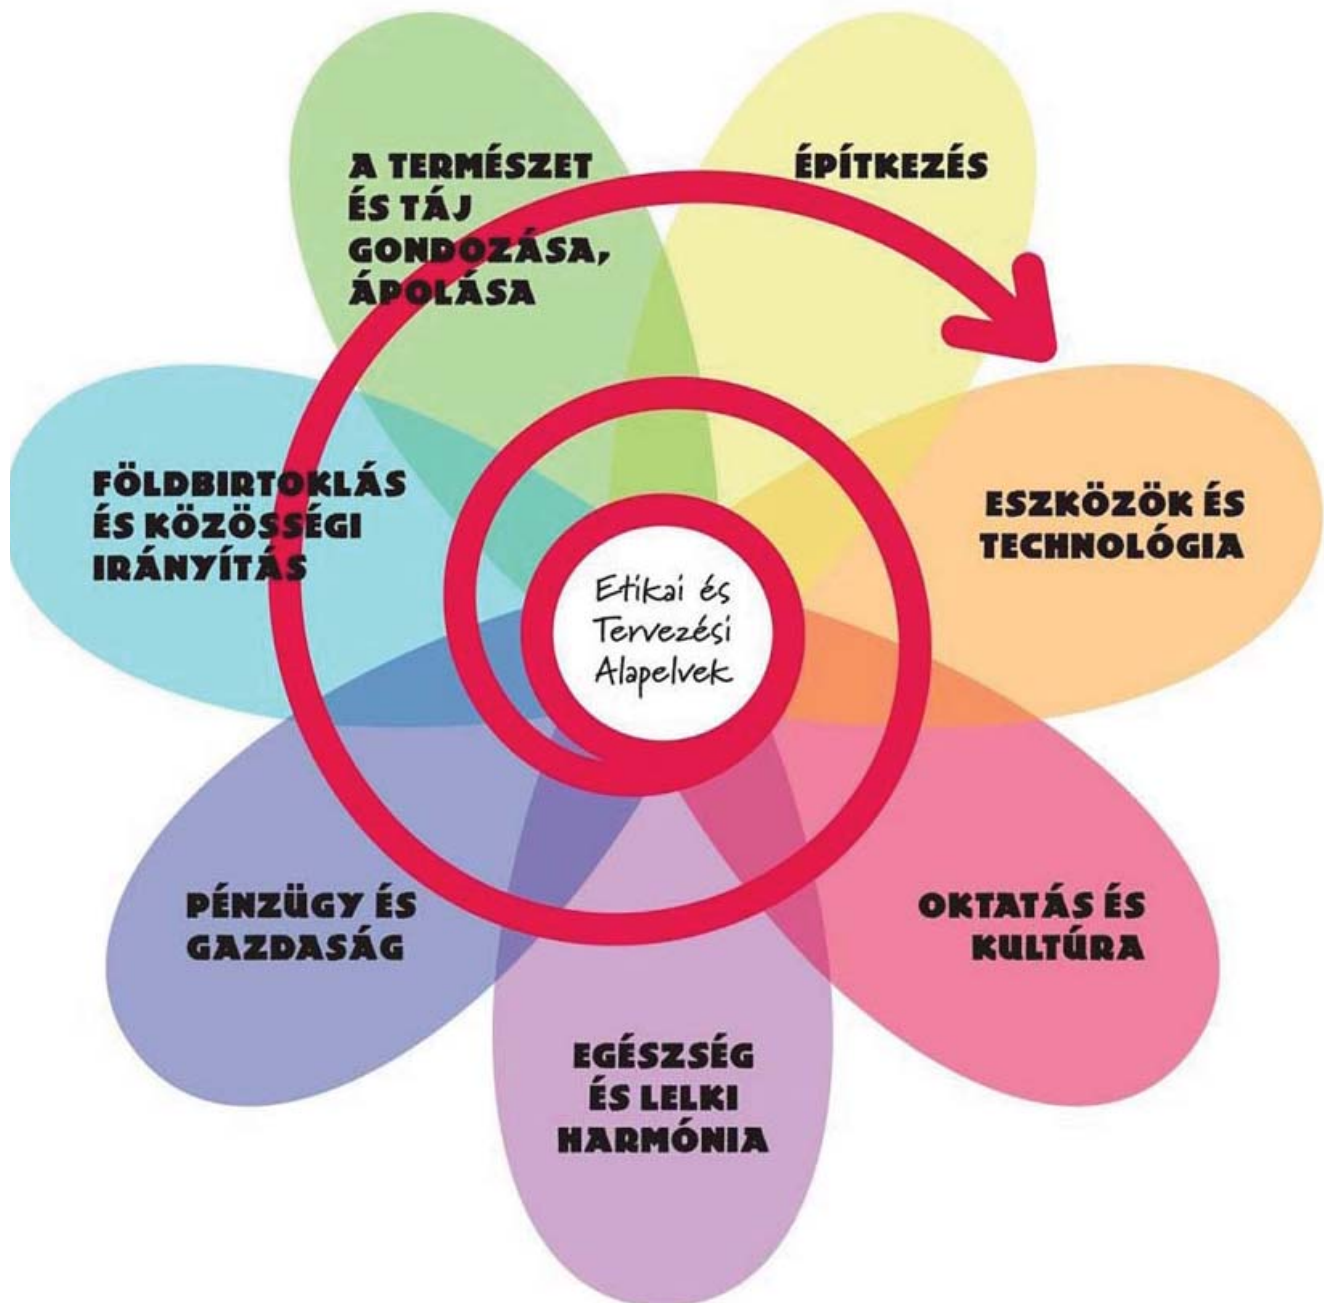 A TERMÉSZET
ÉS TÁJ
GONDOZÁSA,
ÁPOLÁSA
ÉPÍTKEZÉS
ESZKÖZÖK ÉS
TECHNOLÓGIA
OKTATÁS ÉS
KULTÚRA
EGÉSZSÉG
ÉS LELKI
HARMÓNIA
PÉNZÜGY ÉS
GAZDASÁG
FÖLDBIRTOKLÁS
ÉS KÖZÖSSÉGI
IRÁNYÍTÁS
Etikai és
Tervezési
Alapelvek